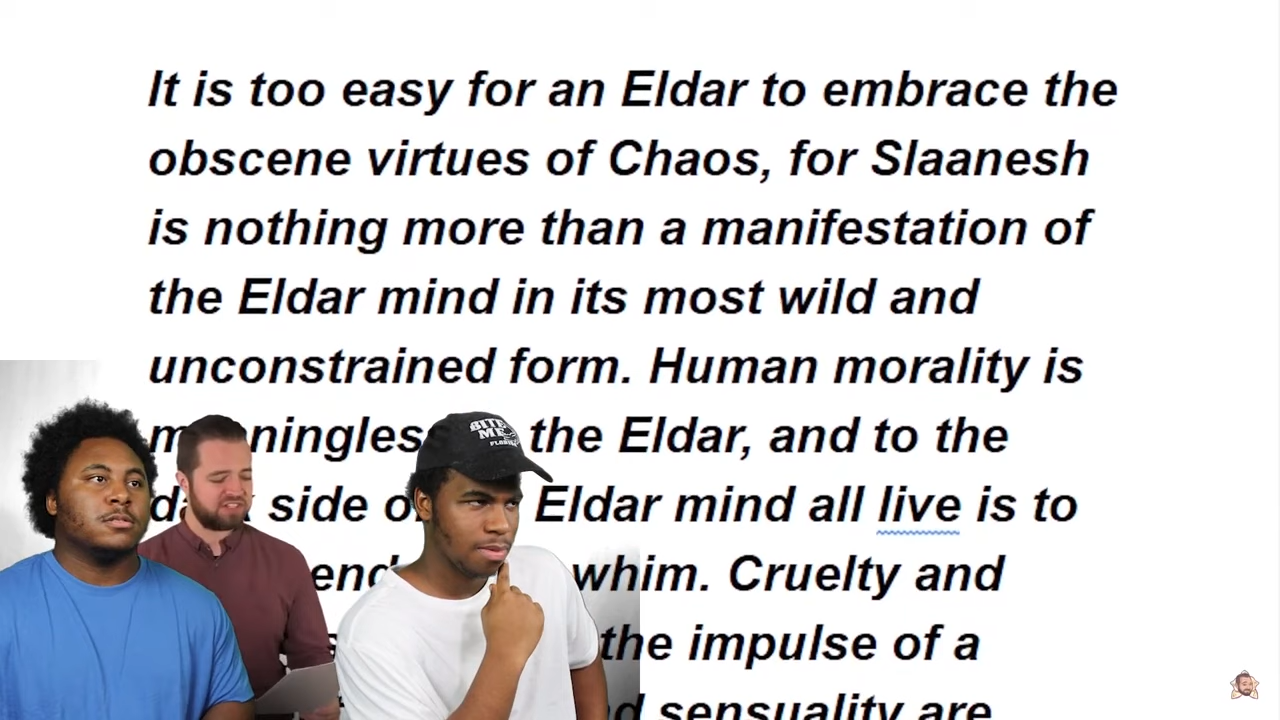 It is too easy for an Eldar to embrace the
obscene virtues of Chaos, for Slaanesh
is nothing more than a manifestation of
the Eldar mind in its most wild and
unconstrained form. Human morality is
the Eldar, and to the
side Eldar mind all live is to
whim. Cruelty and
the impulse of a
sensuality are
BITE
ME